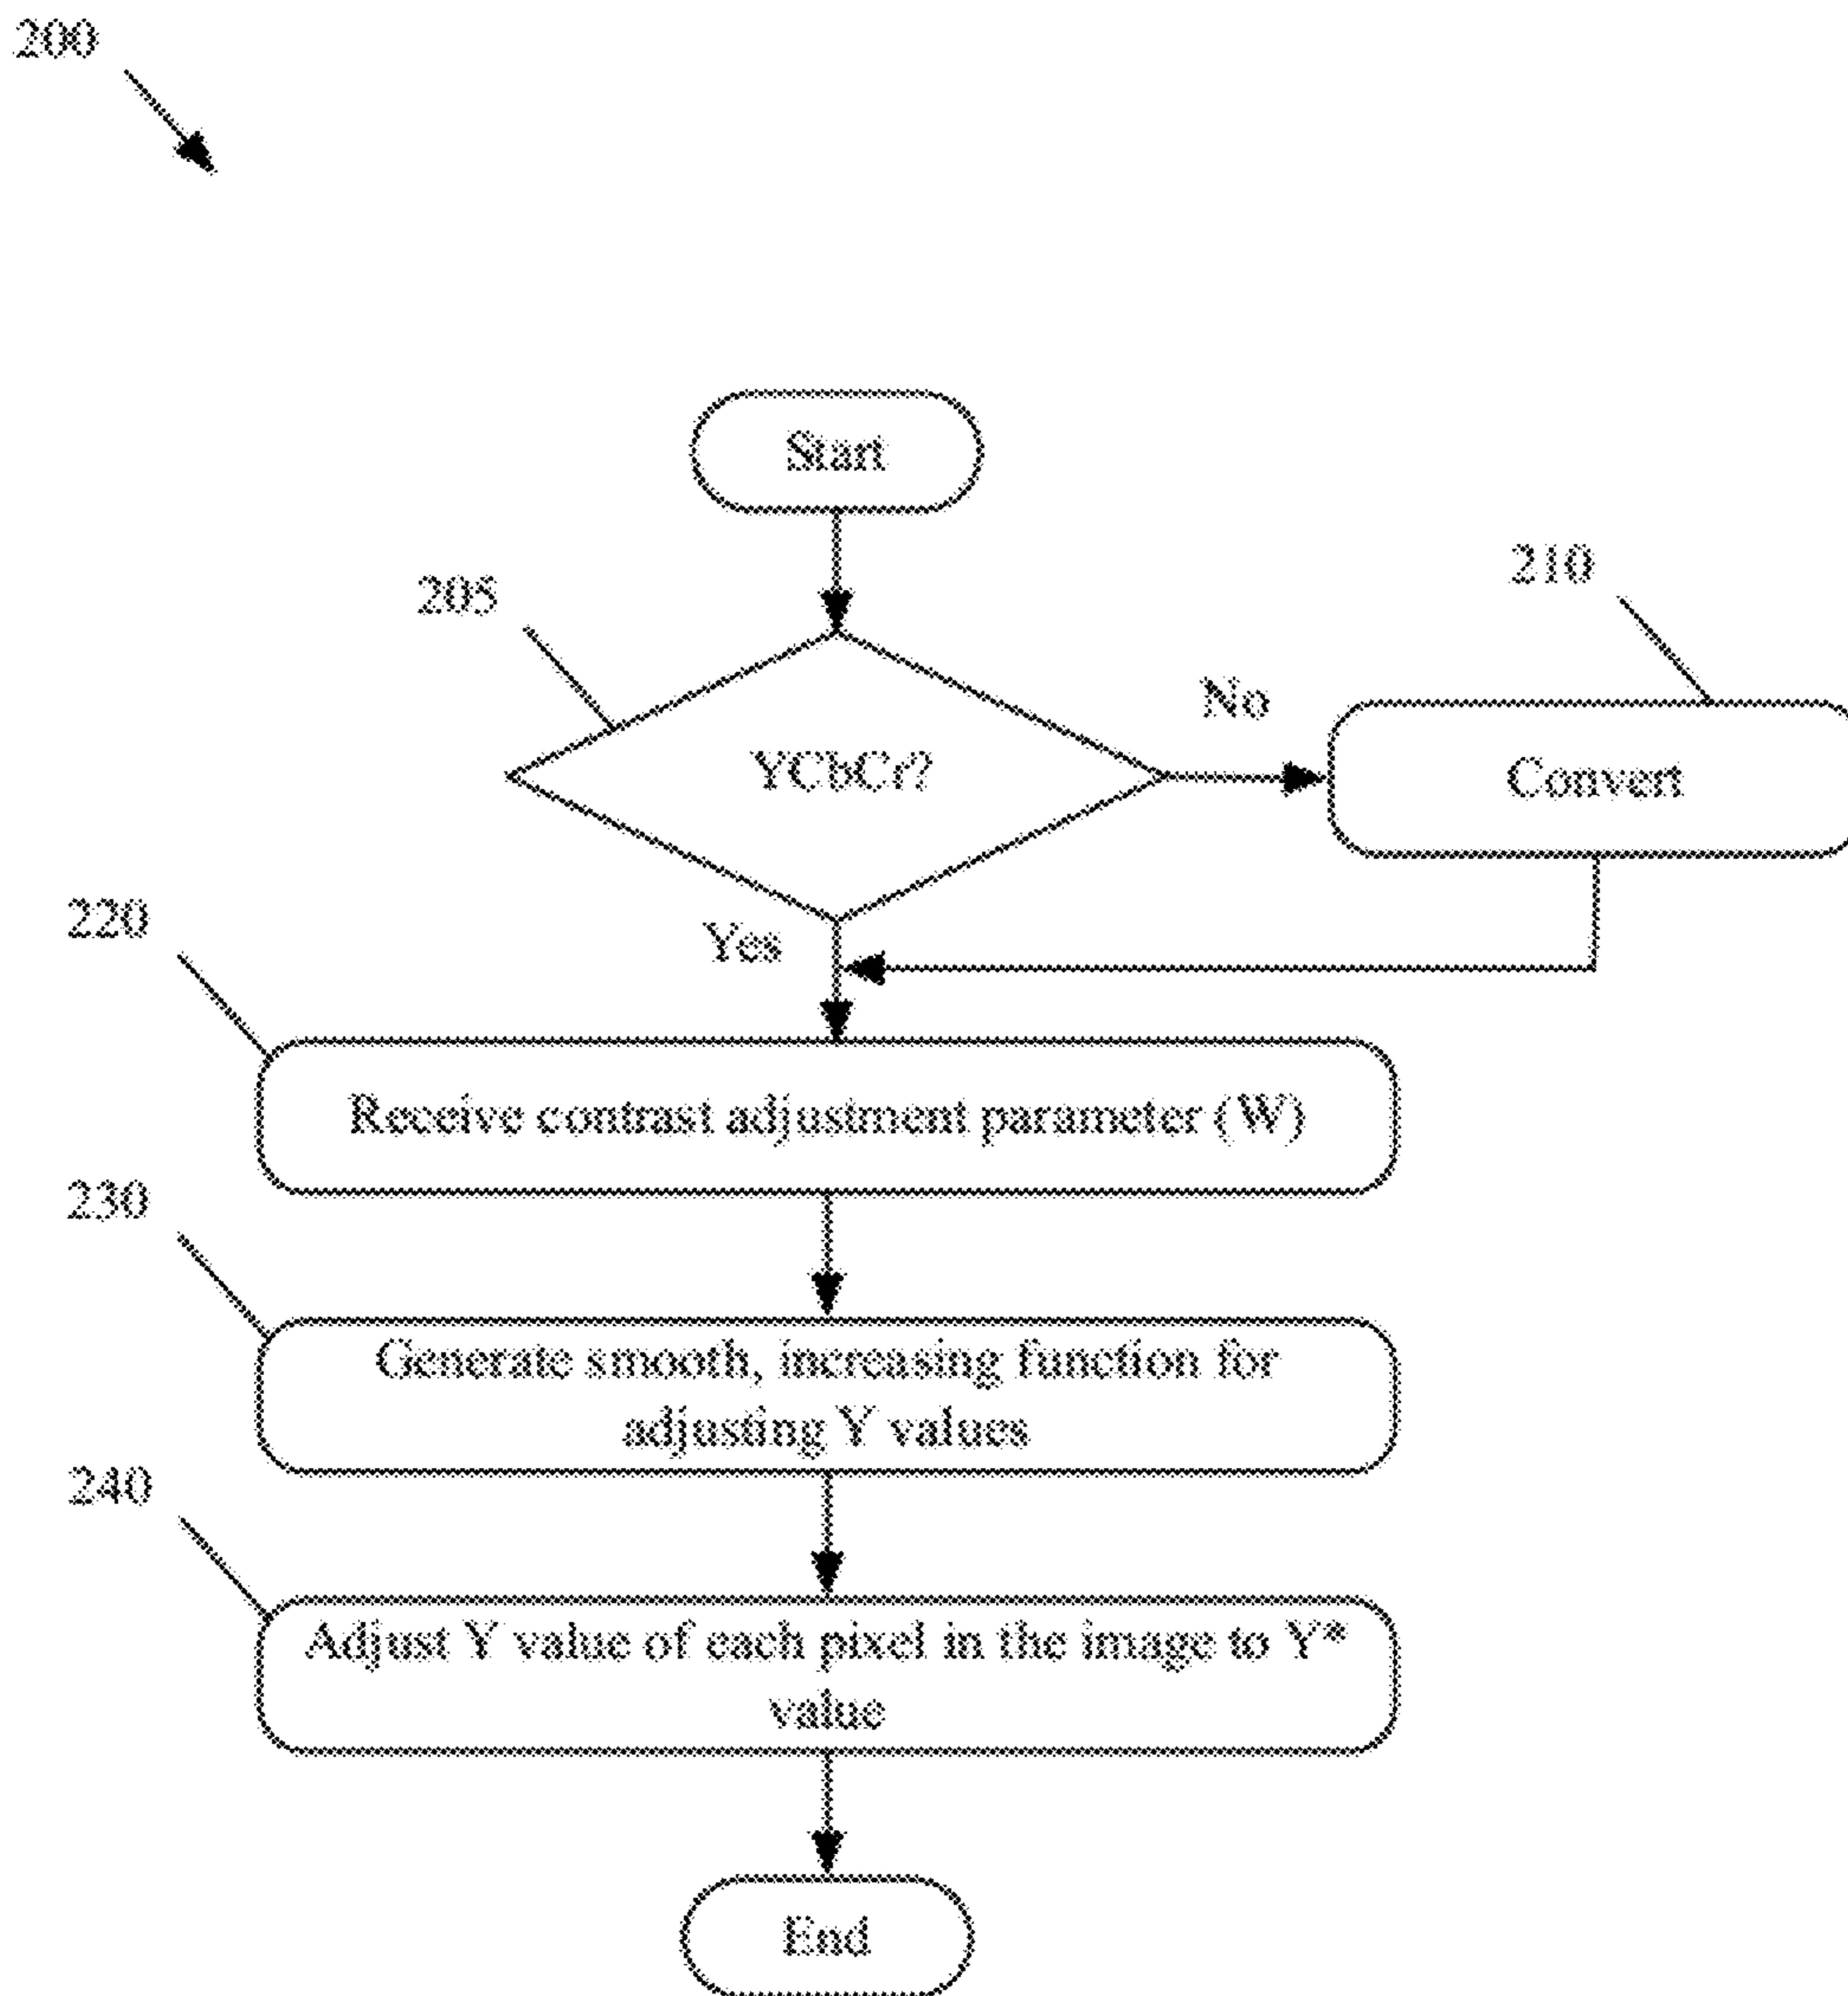 200
Start
205
210
YCbCr?
No
Convert
Yes
220
Receive contrast adjustment parameter (W)
230
Generate smooth, increasing function for
adjusting Y values
240
Adjust Y value of each pixel in the image to Y*
value
End